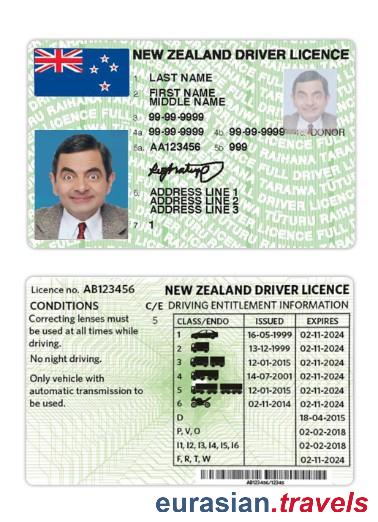 NEW ZEALAND DRIVER LICENCE
1. LAST NAME
2. FIRST NAME
MIDDLE NAME
3. 99-99-9999
4a. 99-99-9999 4b. 99-99-9999 4c. DONOR
5a. AA123456 5b 999
6. ADDRESS LINE 1
ADDRESS LINE 2
ADDRESS LINE 3
7. 1
Licence no. AB123456 NEW ZEALAND DRIVER LICENCE
CONDITIONS C/E DRIVING ENTITLEMENT INFORMATION
Correcting lenses must
be used at all times while
driving.
No night driving.
Only vehicle with
automatic transmission to
be used.
5
CLASS/ENDO ISSUED EXPIRES
1 16-05-1999 02-11-2024
2 13-12-1999 02-11-2024
3 12-01-2015 02-11-2024
4 14-07-2001 02-11-2024
5 12-01-2015 02-11-2024
6 02-11-2014 02-11-2024
D 18-04-2015
P, V, O 02-02-2018
I1, I2, I3, I4, I5, I6 02-02-2018
F, R, T, W 02-11-2024
AB123456/12345
eurasian.travels